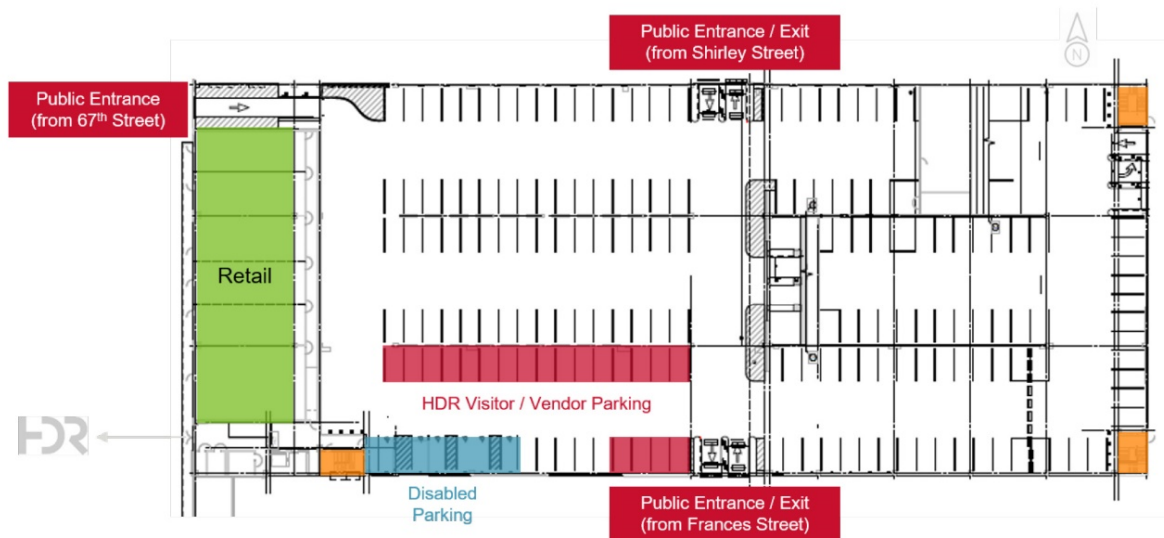 Public Entrance / Exit
(from Shirley Street)
N
Public Entrance
(from 67th Street)
Retail
HDR Visitor / Vendor Parking
HDR
Disabled
Parking
Public Entrance / Exit
(from Frances Street)